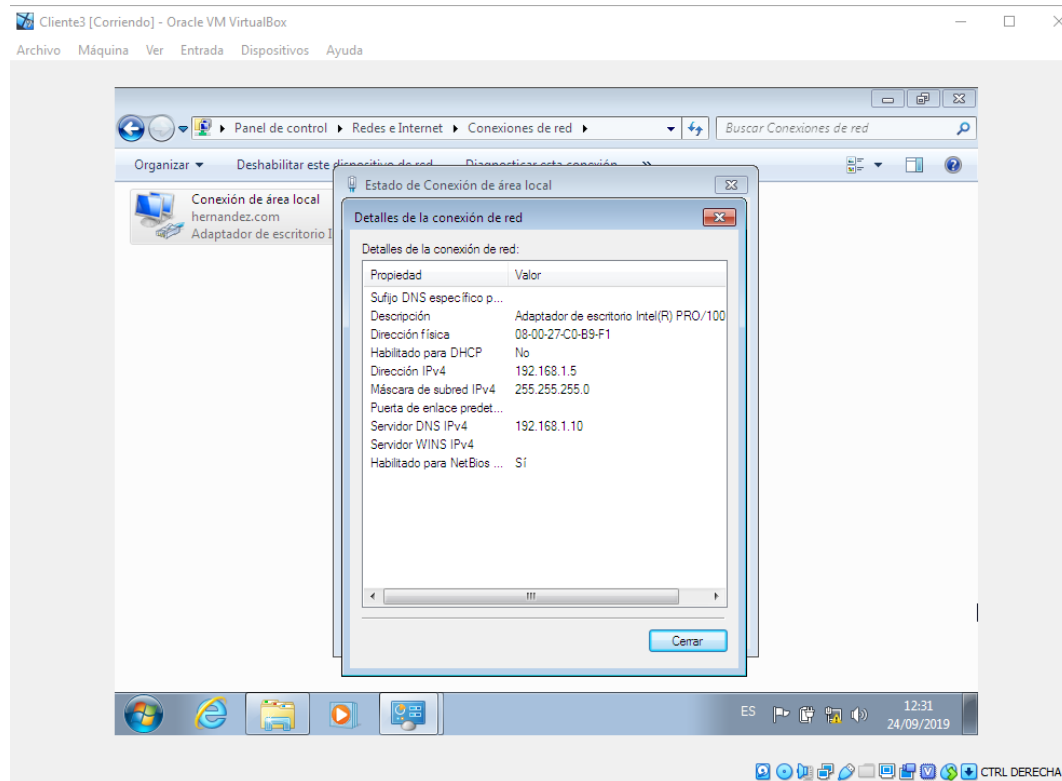 Cliente3 [Corriendo] - Oracle VM VirtualBox
Archivo Máquina Ver Entrada Dispositivos Ayuda
Panel de control Redes e Internet Conexiones de red Buscar Conexiones de red
Organizar Deshabilitar este dispositivo de red Diagnosticar esta conexión »
Estado de Conexión de área local
Conexión de área local
hernandez.com
Adaptador de escritorio I
Detalles de la conexión de red
Detalles de la conexión de red:
Propiedad Valor
Sufijo DNS específico p...
Descripción Adaptador de escritorio Intel(R) PRO/100
Dirección física 08-00-27-C0-B9-F1
Habilitado para DHCP No
Dirección IPv4 192.168.1.5
Máscara de subred IPv4 255.255.255.0
Puerta de enlace predet...
Servidor DNS IPv4 192.168.1.10
Servidor WINS IPv4
Habilitado para NetBios ... Sí
Cerrar
ES 12:31
24/09/2019
CTRL DERECHA